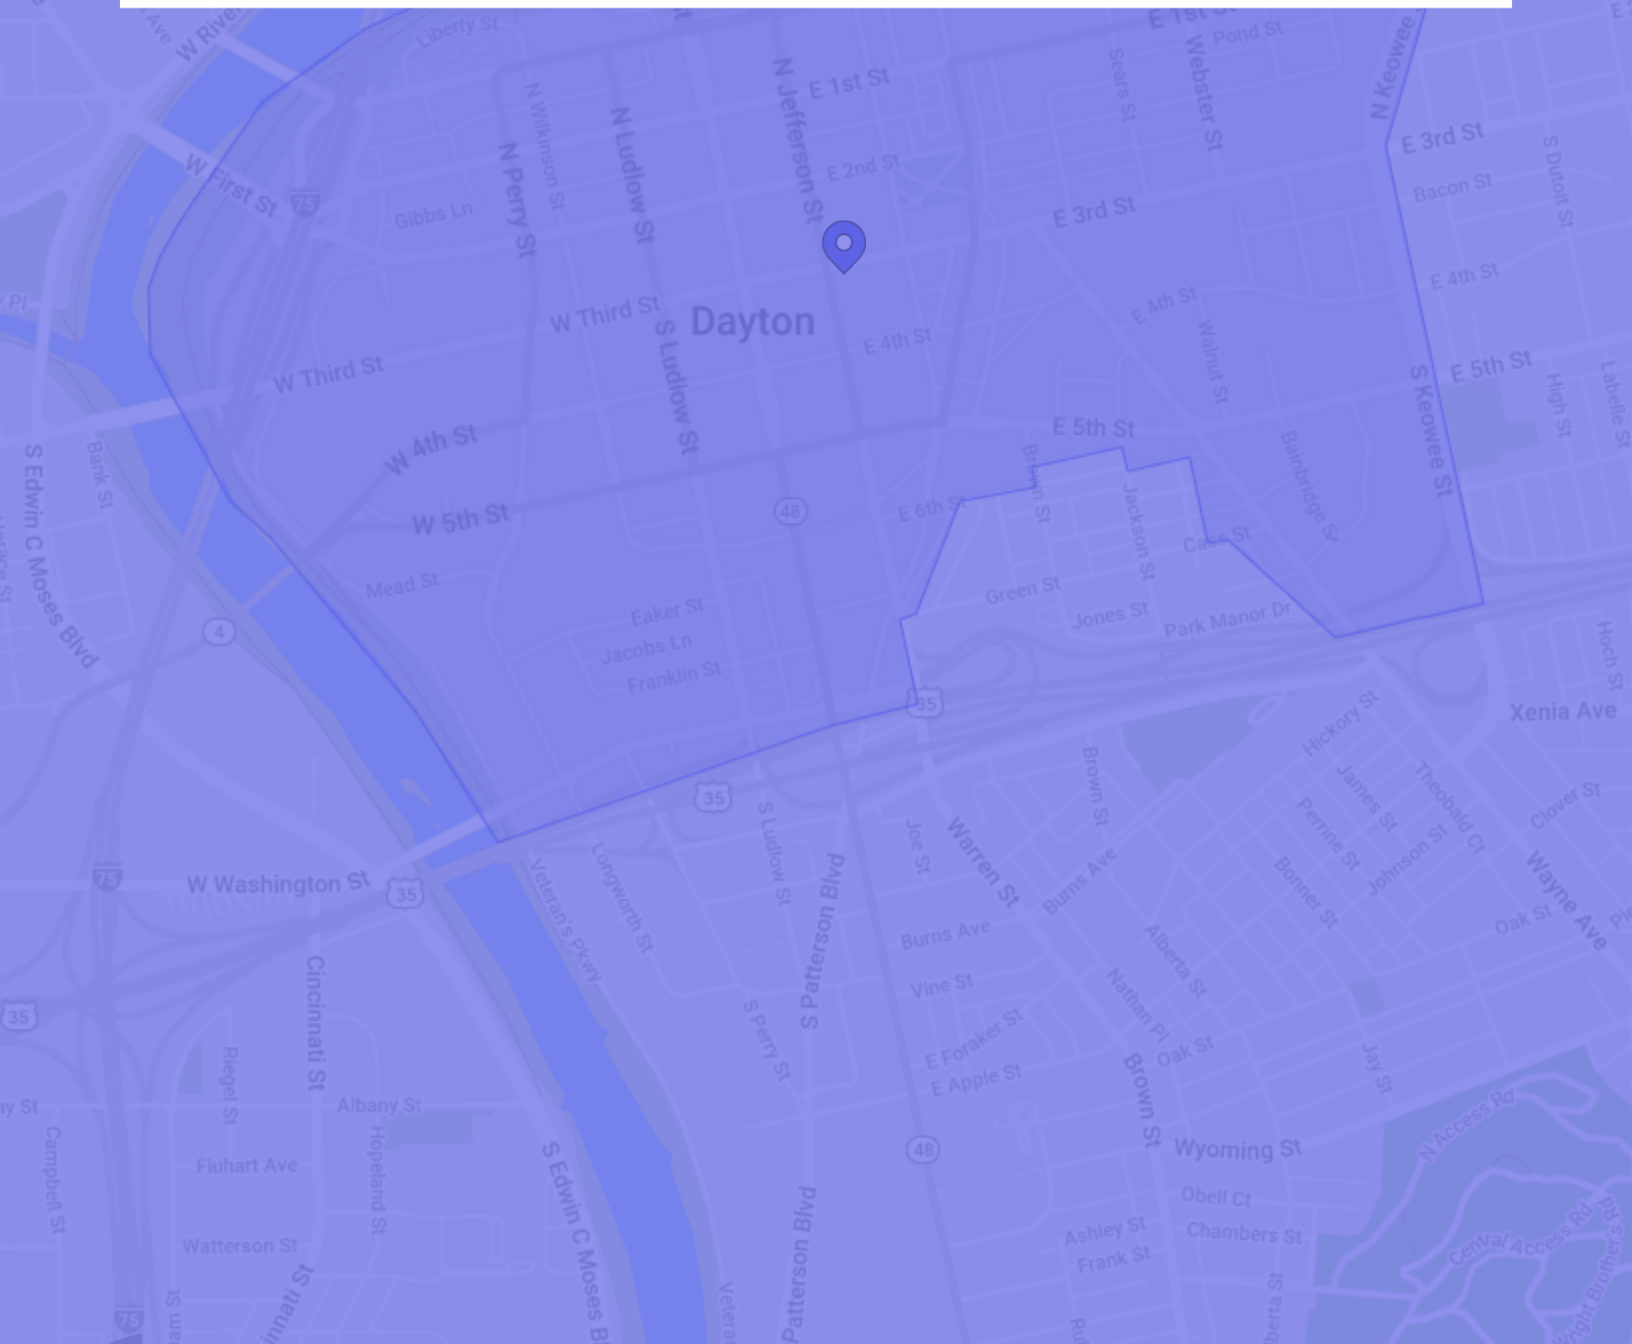 W River
Liberty St
E 1st St
Pond St
N Keowee
N Jefferson St
E 1st St
Sears St
Webster St
N Wilkinson St
N Ludlow St
N Perry St
E 2nd St
E 3rd St
S Dutoit St
W First St
75
Gibbs Ln
E 3rd St
Bacon St
E 4th St
E 4th St
W Third St
Dayton
E 4th St
Walnut St
S Ludlow St
W Third St
E 5th St
S Keowee St
High St
Labelle St
W 4th St
E 5th St
Brown St
Bainbridge St
S Edwin C Moses Blvd
Bank St
W 5th St
48
E 6th St
Jackson St
Cass St
Mead St
Green St
Eaker St
Jones St
Park Manor Dr
4
Jacobs Ln
Franklin St
Hoch St
35
Xenia Ave
Hickory St
Brown St
James St
Theobald Ct
Clover St
35
S Ludlow St
Joe St
Warren St
Perrine St
Johnson St
75
W Washington St
35
Veteran's Pkwy
Longworth St
S Patterson Blvd
Burns Ave
Bonner St
Wayne Ave
Oak St
Burns Ave
Alberta St
Cincinnati St
Vine St
Nathan Pl
35
S Perry St
E Foraker St
Oak St
Riegel St
E Apple St
Jay St
Brown St
N Access Rd
Albany St
Campbell St
Hopeland St
Fluhart Ave
S Edwin C Moses Bl
48
Wyoming St
Obell Ct
Patterson Blvd
Ashley St
Chambers St
Central Access Rd
Watterson St
Frank St
75